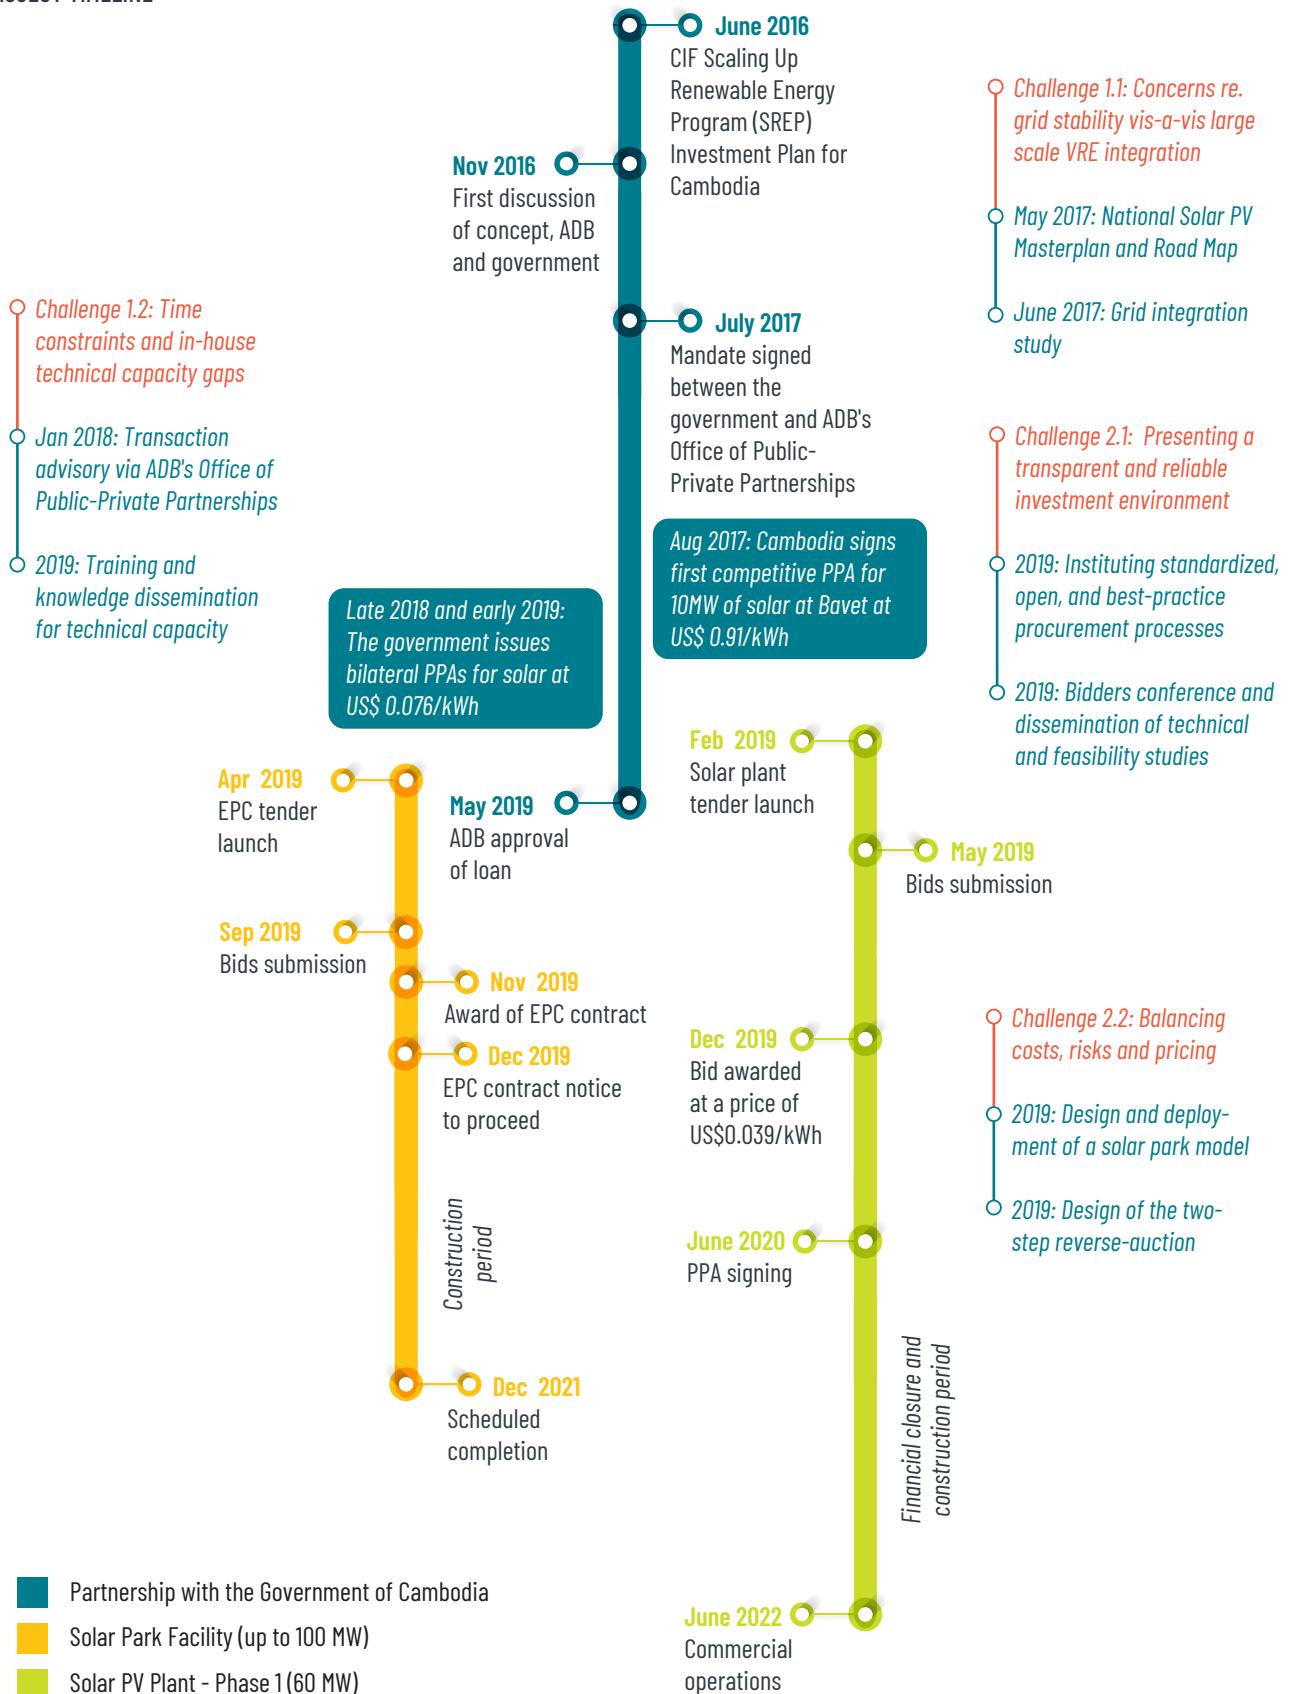 June 2016
CIF Scaling Up
Renewable Energy
Program (SREP)
Investment Plan for
Cambodia
Nov 2016
First discussion
of concept, ADB
and government
July 2017
Mandate signed
between the
government and ADB's
Office of Public-
Private Partnerships
Aug 2017: Cambodia signs
first competitive PPA for
10MW of solar at Bavet at
US$ 0.91/kWh
Late 2018 and early 2019:
The government issues
bilateral PPAs for solar at
US$ 0.076/kWh
May 2019
ADB approval
of loan
Challenge 1.1: Concerns re.
grid stability vis-a-vis large
scale VRE integration
May 2017: National Solar PV
Masterplan and Road Map
June 2017: Grid integration
study
Challenge 1.2: Time
constraints and in-house
technical capacity gaps
Jan 2018: Transaction
advisory via ADB's Office of
Public-Private Partnerships
2019: Training and
knowledge dissemination
for technical capacity
Challenge 2.1: Presenting a
transparent and reliable
investment environment
2019: Instituting standardized,
open, and best-practice
procurement processes
2019: Bidders conference and
dissemination of technical
and feasibility studies
Apr 2019
EPC tender
launch
Sep 2019
Bids submission
Nov 2019
Award of EPC contract
Dec 2019
EPC contract notice
to proceed
Construction
period
Dec 2021
Scheduled
completion
Feb 2019
Solar plant
tender launch
May 2019
Bids submission
Dec 2019
Bid awarded
at a price of
US$0.039/kWh
June 2020
PPA signing
Financial closure and
construction period
June 2022
Commercial
operations
Challenge 2.2: Balancing
costs, risks and pricing
2019: Design and deploy-
ment of a solar park model
2019: Design of the two-
step reverse-auction
Partnership with the Government of Cambodia
Solar Park Facility (up to 100 MW)
Solar PV Plant - Phase 1 (60 MW)